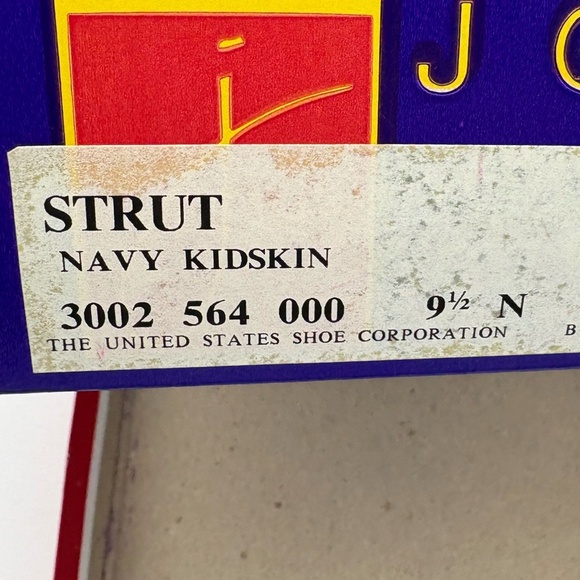 J
STRUT
NAVY KIDSKIN
3002 564 000 9½ N
THE UNITED STATES SHOE CORPORATION B